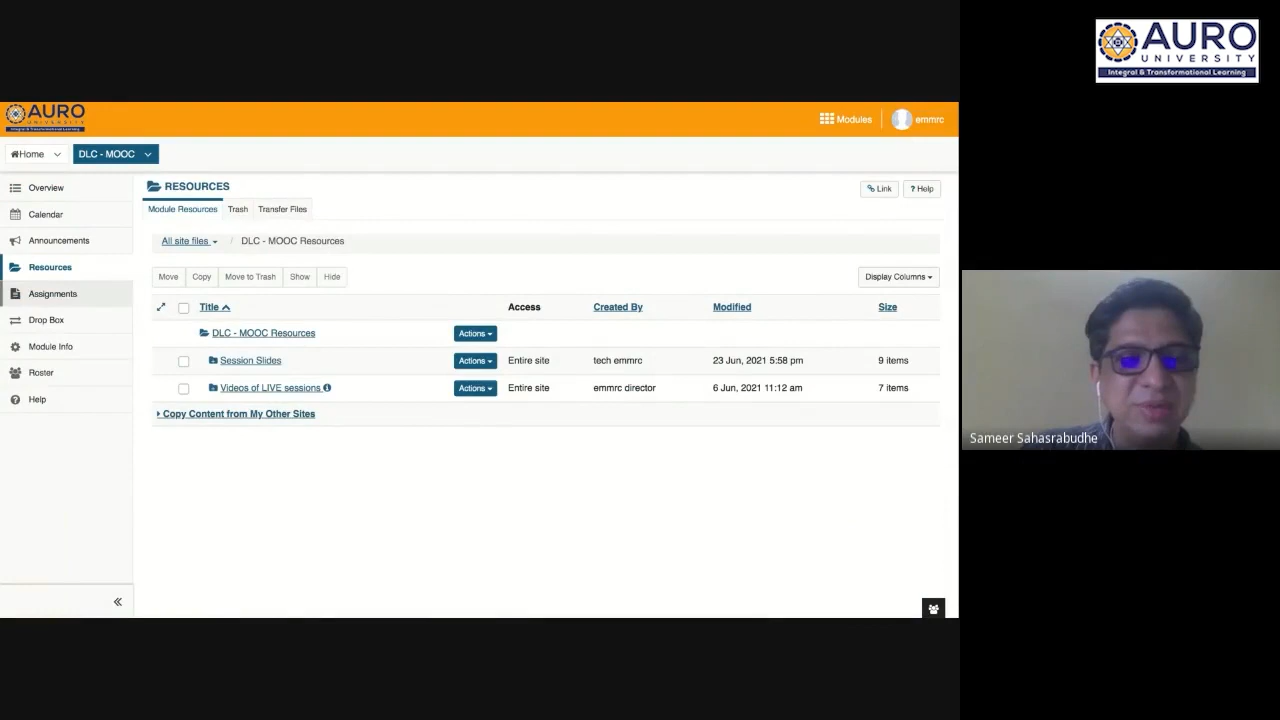 AURO
UNIVERSITY
Integral & Transformational Learning
AURO
Modules
emmrc
Home
DLC - MOOC
Overview
Calendar
Announcements
Resources
Assignments
Drop Box
Module Info
Roster
Help
RESOURCES
Link
? Help
Module Resources Trash Transfer Files
All site files / DLC - MOOC Resources
Move Copy Move to Trash Show Hide
Display Columns
Title Access Created By Modified Size
DLC - MOOC Resources Actions
Session Slides Actions Entire site tech emmrc 23 Jun, 2021 5:58 pm 9 items
Videos of LIVE sessions Actions Entire site emmrc director 6 Jun, 2021 11:12 am 7 items
Copy Content from My Other Sites
Sameer Sahasrabudhe